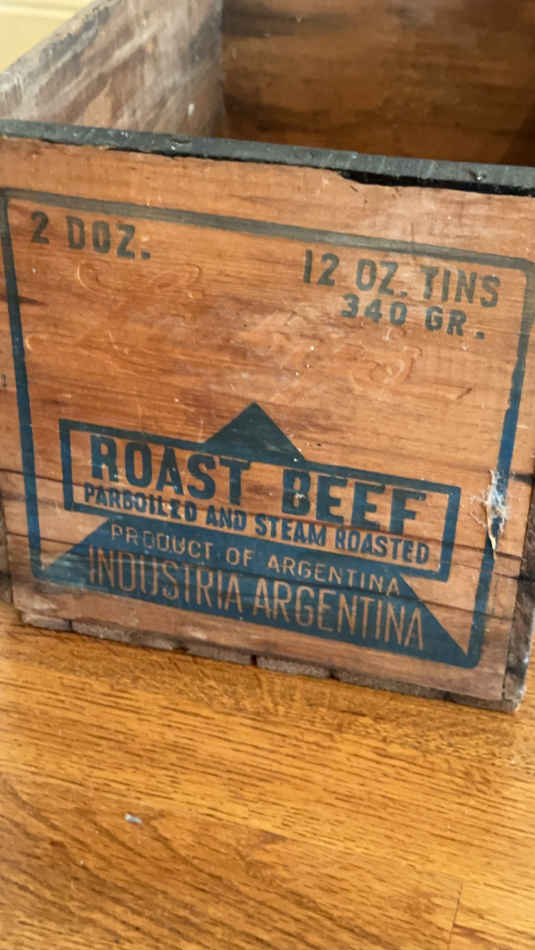 2 DOZ.
12 OZ. TINS
340 GR.
ROAST BEEF
PARBOILED AND STEAM ROASTED
PRODUCT OF ARGENTINA
INDUSTRIA ARGENTINA